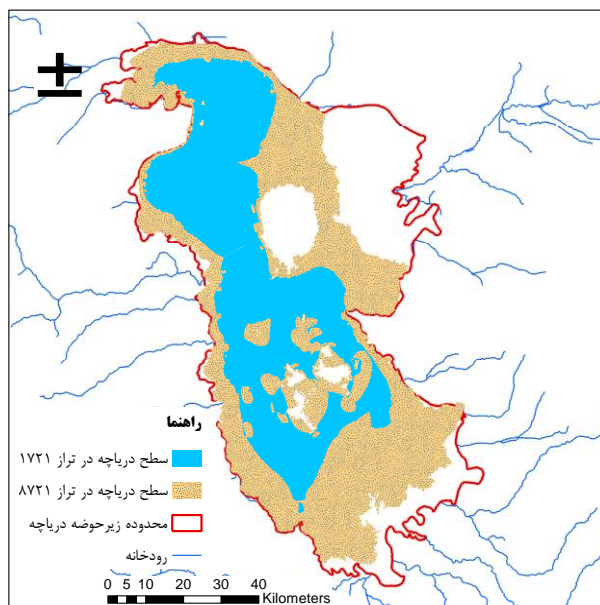 راهنما
سطح دریاچه در تراز ۱۷۲۱
سطح دریاچه در تراز ۸۷۲۱
محدوده زیرحوضه دریاچه
رودخانه
0 5 10 20 30 40
Kilometers